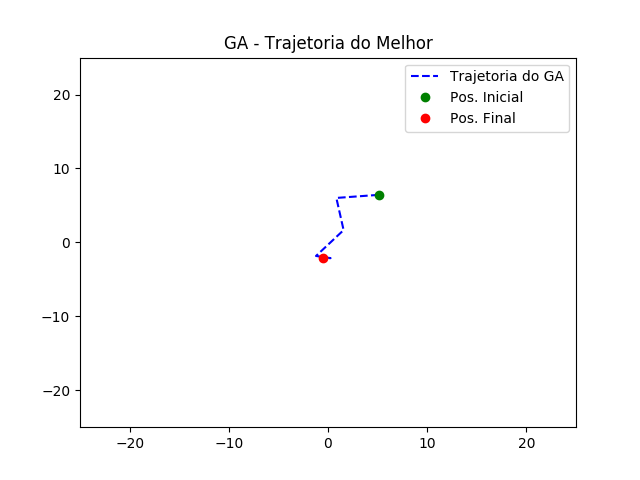 GA - Trajetoria do Melhor
Trajetoria do GA
Pos. Inicial
Pos. Final
20
10
0
−10
−20
−20 −10 0 10 20